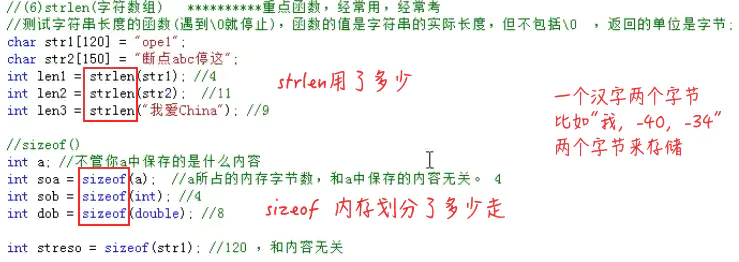 //(6)strlen(字符数组)  **********重点函数，经常用，经常考
//测试字符串长度的函数(遇到\0就停止)，函数的值是字符串的实际长度，但不包括\0 ，返回的单位是字节;
char str1[120] = "ope1";
char str2[150] = "断点abc停这";
int len1 = strlen(str1); //4
int len2 = strlen(str2);  //11
int len3 = strlen("我爱China"); //9
strlen用了多少
一个汉字两个字节
比如"我, -40, -34"
两个字节来存储
//sizeof()
int a; //不管你a中保存的是什么内容
int soa = sizeof(a);  //a所占的内存字节数，和a中保存的内容无关。 4
int sob = sizeof(int); //4
int dob = sizeof(double); //8
sizeof 内存划分了多少走
int streso = sizeof(str1); //120 ，和内容无关